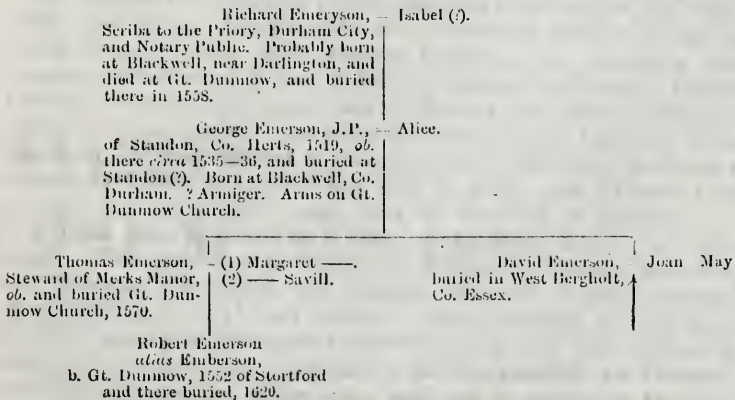 Richard Emeryson, = Isabel (?).
Scriba to the Priory, Durham City,
and Notary Public. Probably born
at Blackwell, near Darlington, and
died at Gt. Dunmow, and buried
there in 1558.
George Emerson, J.P., = Alice.
of Standon, Co. Herts, 1519, ob.
there circa 1535—36, and buried at
Standon (?). Born at Blackwell, Co.
Durham. ? Armiger. Arms on Gt.
Dunmow Church.
Thomas Emerson, = (1) Margaret ——.
Steward of Merks Manor, (2) —— Savill.
ob. and buried Gt. Dun-
mow Church, 1570.
David Emerson, = Joan May
buried in West Bergholt,
Co. Essex.
Robert Emerson
alias Emberson,
b. Gt. Dunmow, 1552 of Stortford
and there buried, 1620.